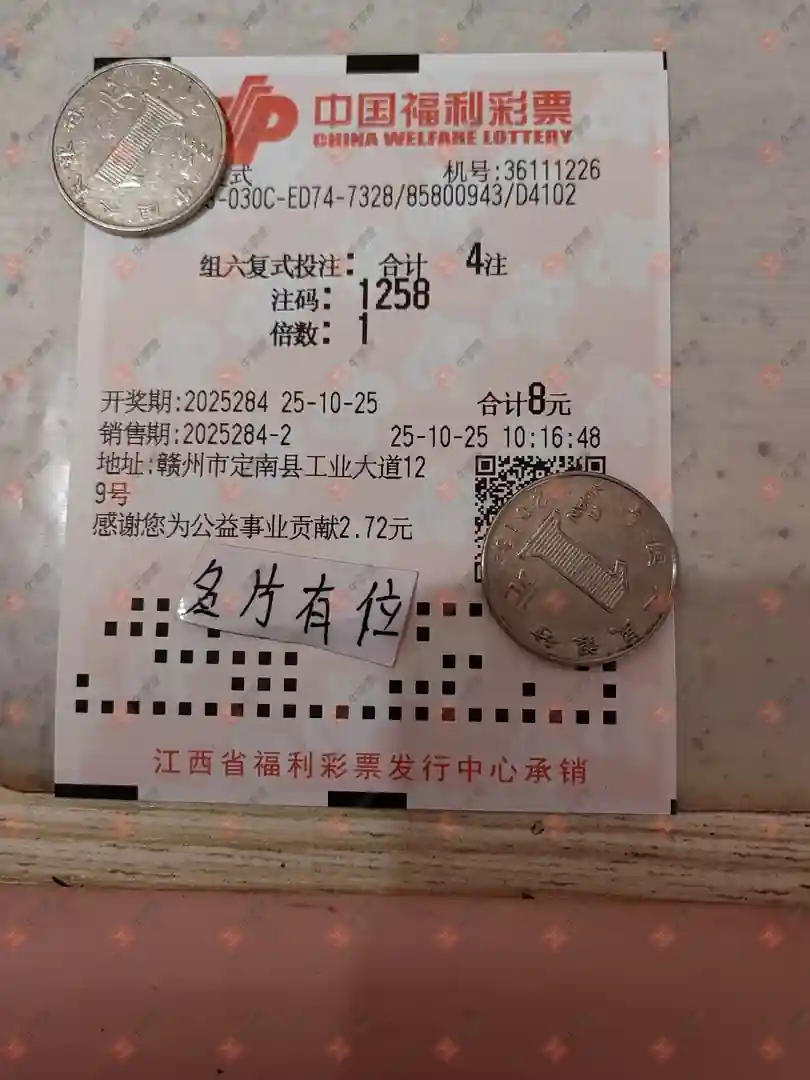 中国福利彩票
CHINA WELFARE LOTTERY
式 机号:36111226
-030C-ED74-7328/85800943/D4102
组六复式投注: 合计 4注
注码: 1258
倍数: 1
开奖期:2025284 25-10-25 合计8元
销售期:2025284-2 25-10-25 10:16:48
地址:赣州市定南县工业大道12
9号
感谢您为公益事业贡献2.72元
名片有位
江西省福利彩票发行中心承销